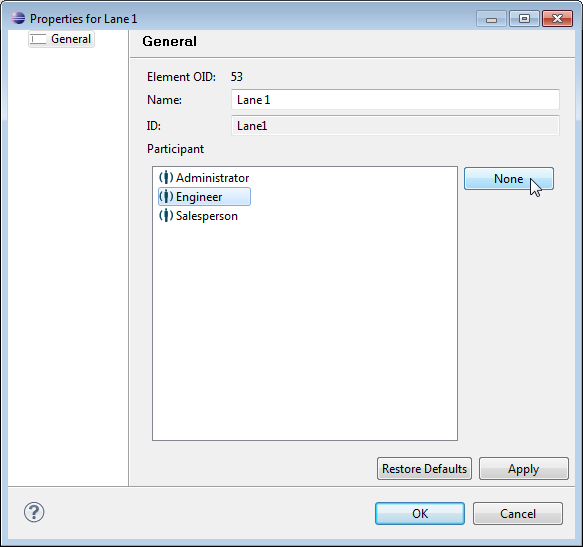 Properties for Lane 1
General
General
Element OID: 53
Name: Lane 1
ID: Lane1
Participant
Administrator
None
Engineer
Salesperson
Restore Defaults
Apply
?
OK
Cancel